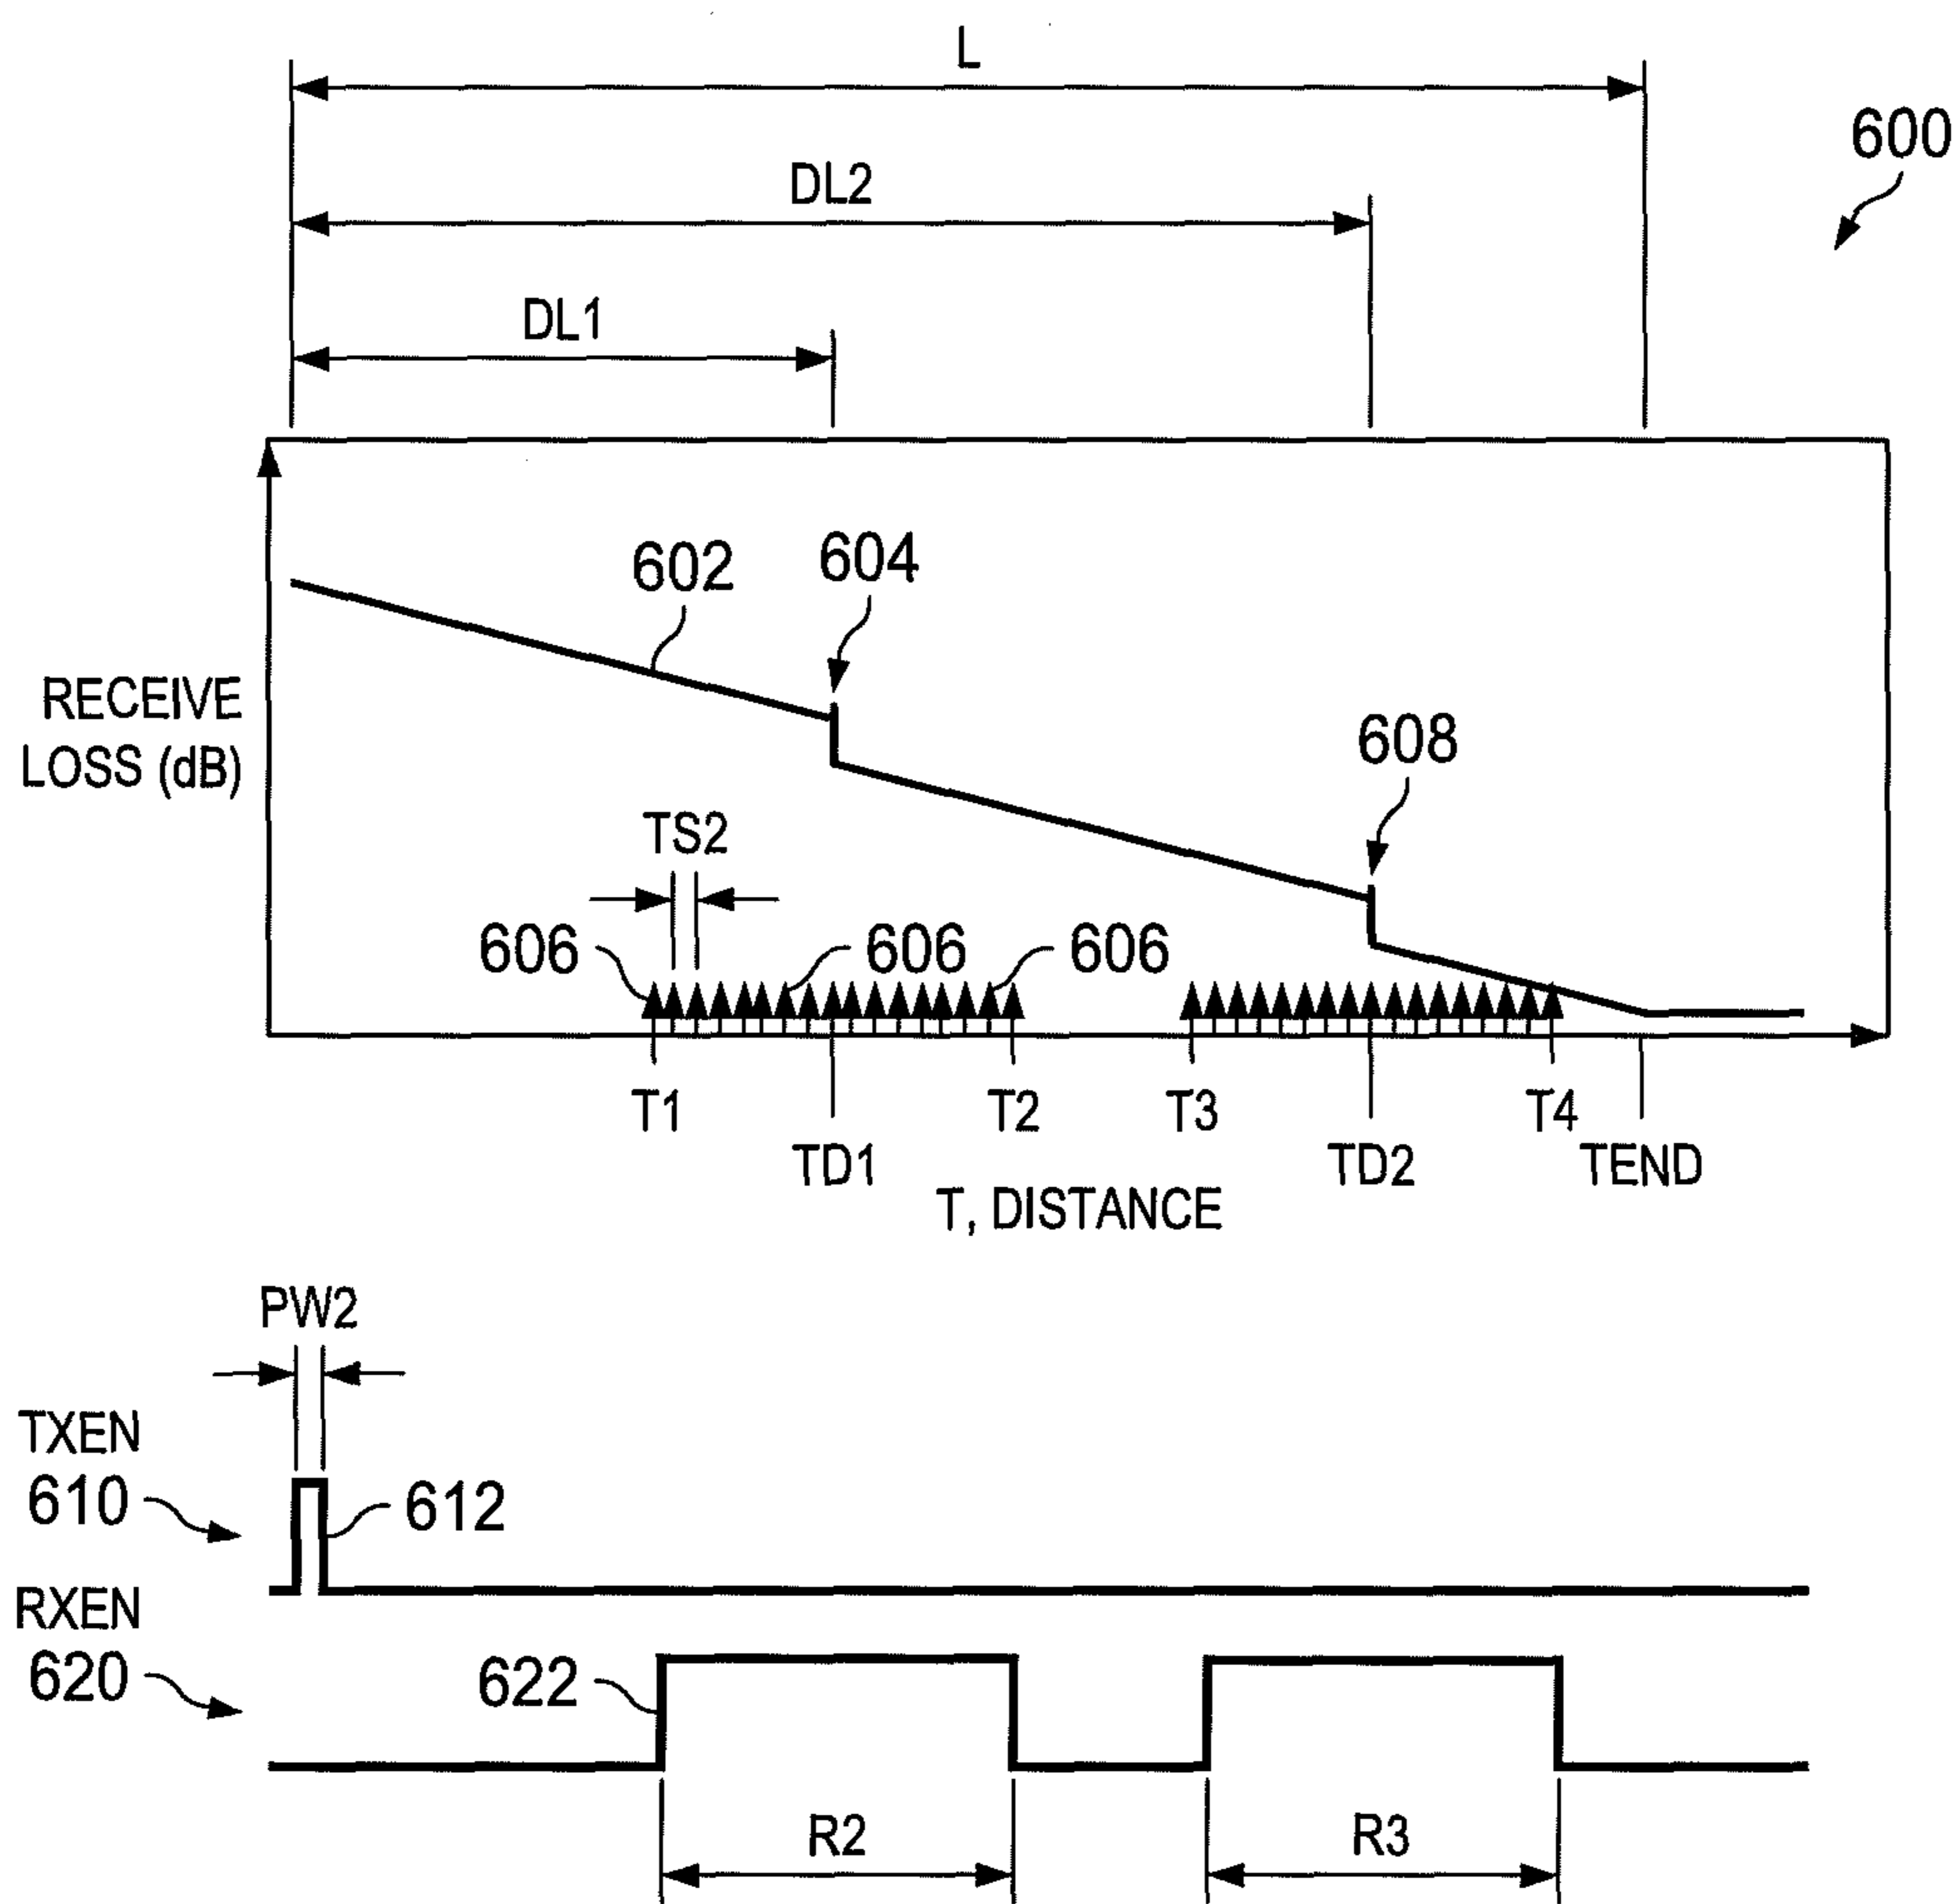 L
600
DL2
DL1
602
604
RECEIVE
LOSS (dB)
608
TS2
606
606
606
T1
T2
T3
T4
TD1
TD2
TEND
T, DISTANCE
PW2
TXEN
610
612
RXEN
620
622
R2
R3